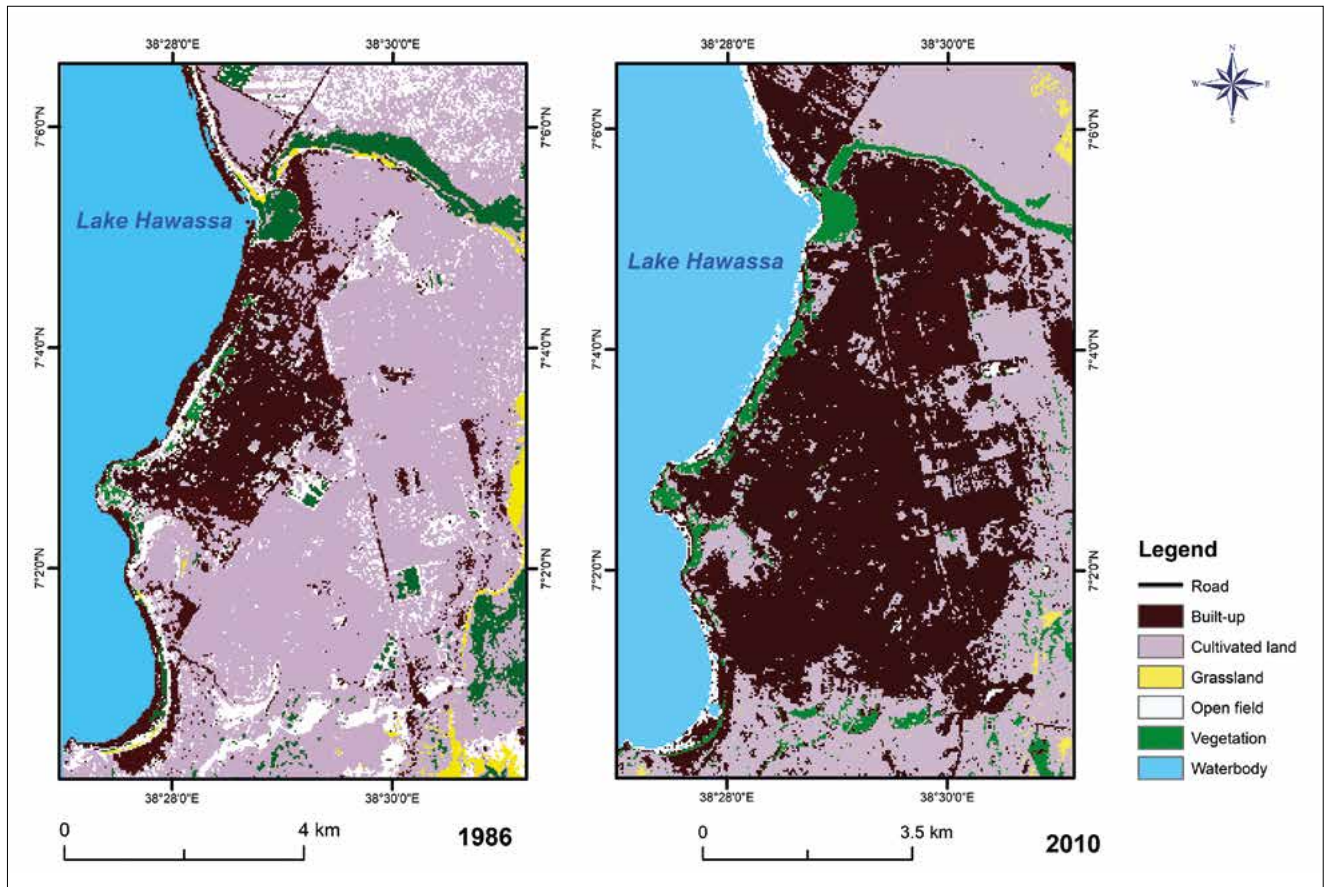 38°28'0"E 38°30'0"E 38°28'0"E 38°30'0"E
N
W E
S
7°6'0"N 7°6'0"N 7°6'0"N 7°6'0"N
Lake Hawassa Lake Hawassa
7°4'0"N 7°4'0"N 7°4'0"N 7°4'0"N
7°2'0"N 7°2'0"N 7°2'0"N 7°2'0"N
Legend
Road
Built-up
Cultivated land
Grassland
Open field
Vegetation
Waterbody
38°28'0"E 38°30'0"E 38°28'0"E 38°30'0"E
0 4 km 1986 0 3.5 km 2010